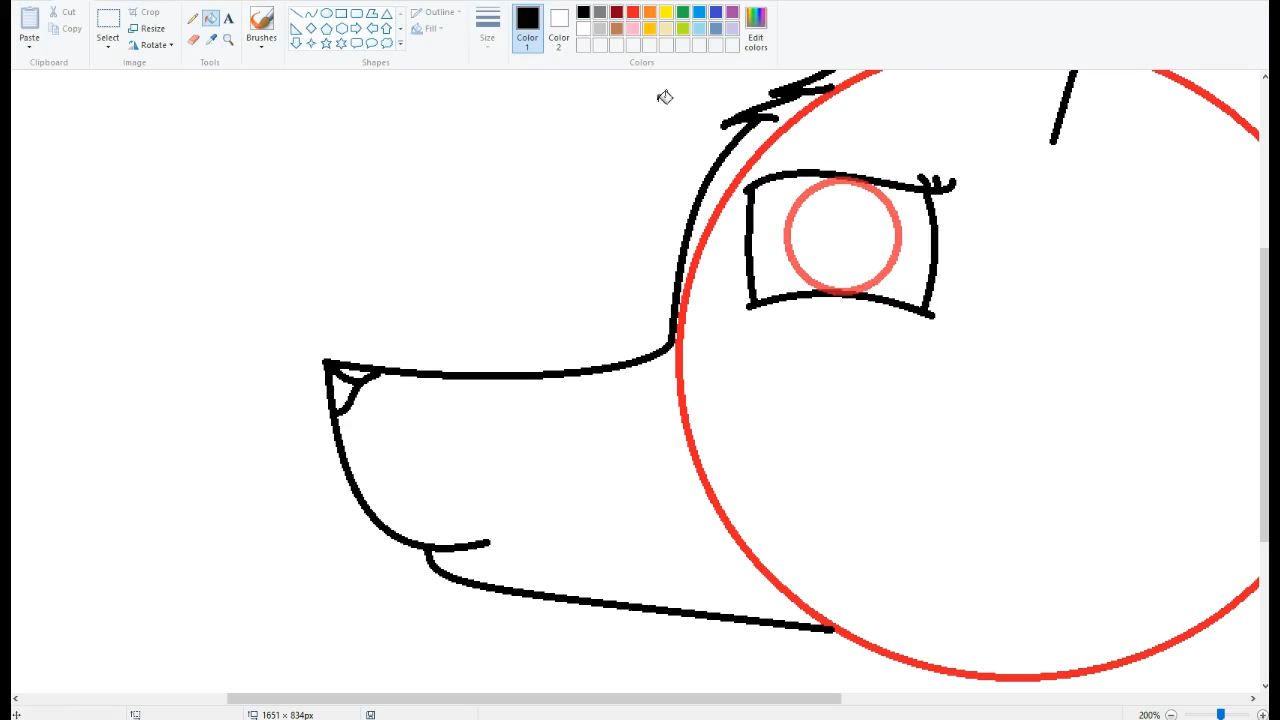 Paste
Cut
Copy
Clipboard
Select
Crop
Resize
Rotate
Image
A
Tools
Brushes
Shapes
Outline
Fill
Size
Color
1
Color
2
Colors
Edit
colors
1651 × 834px
200%